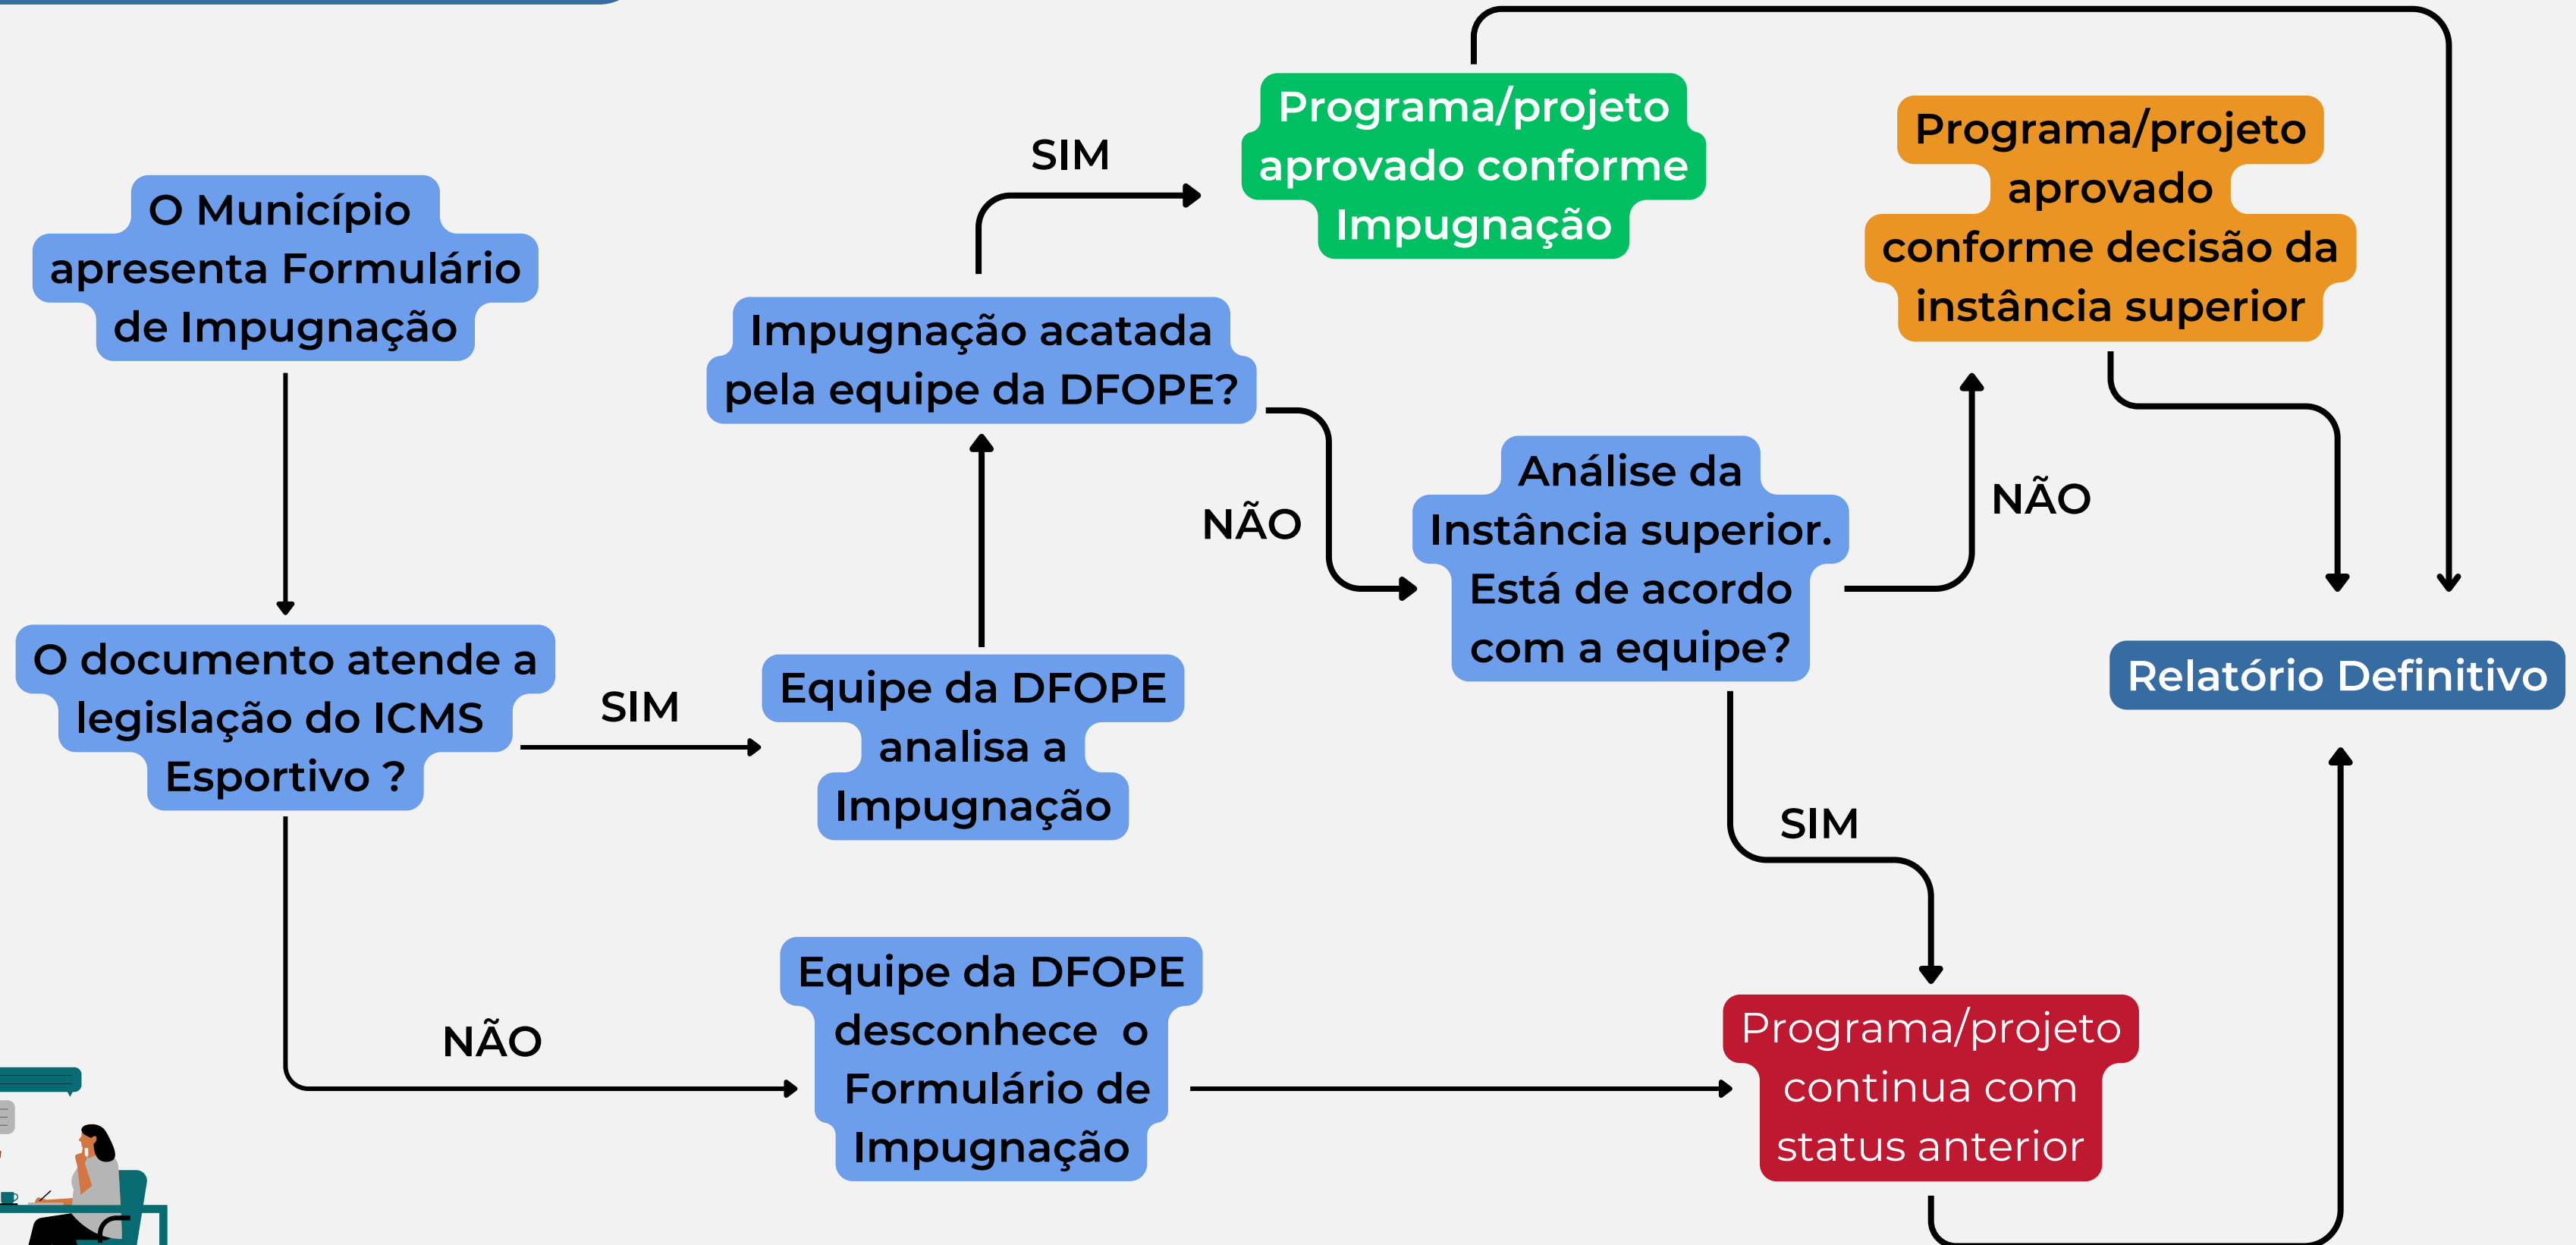 O Município
apresenta Formulário
de Impugnação
O documento atende a
legislação do ICMS
Esportivo ?
SIM
NÃO
Equipe da DFOPE
analisa a
Impugnação
Equipe da DFOPE
desconhece o
Formulário de
Impugnação
Impugnação acatada
pela equipe da DFOPE?
SIM
NÃO
Programa/projeto
aprovado conforme
Impugnação
Análise da
Instância superior.
Está de acordo
com a equipe?
NÃO
SIM
Programa/projeto
aprovado
conforme decisão da
instância superior
Programa/projeto
continua com
status anterior
Relatório Definitivo